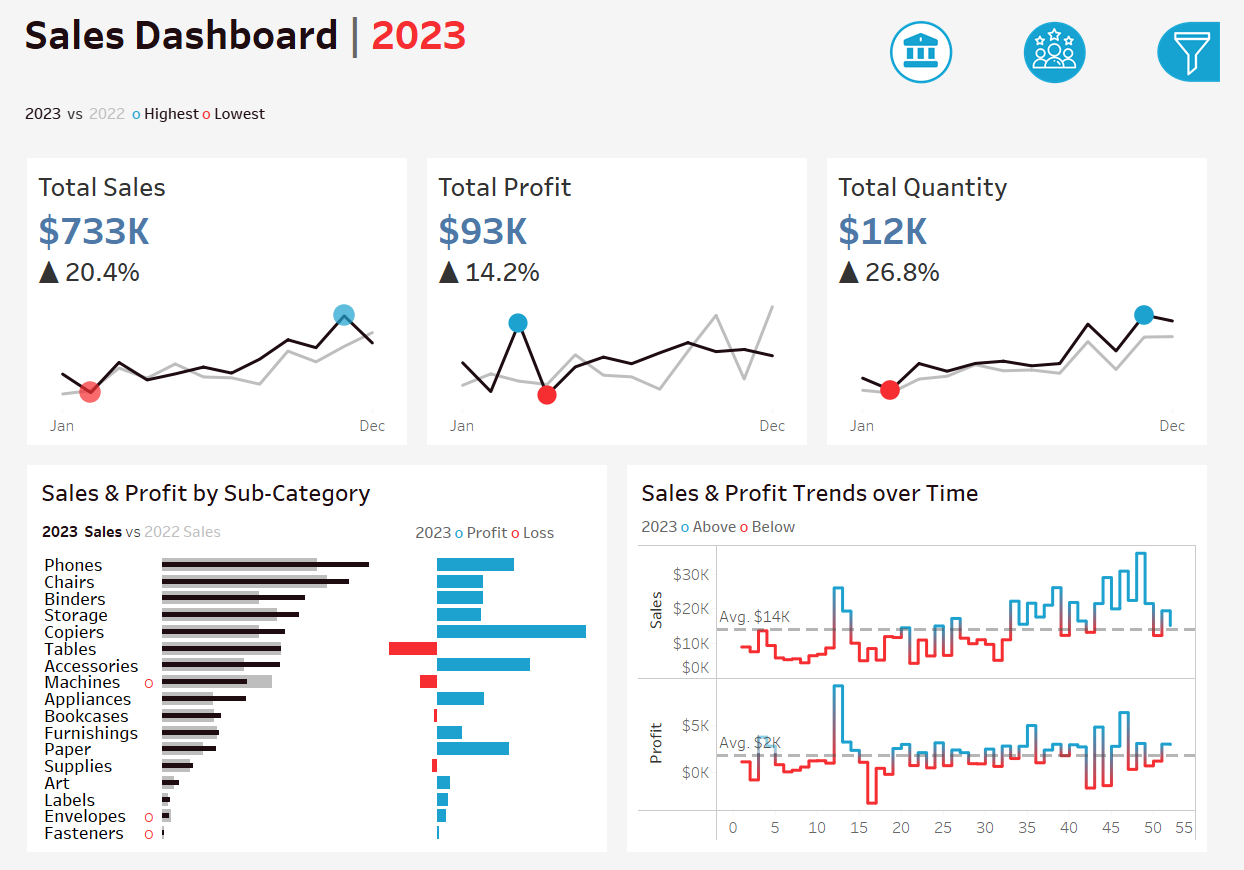 Sales Dashboard | 2023
2023 vs 2022 o Highest o Lowest
Total Sales
$733K
▲ 20.4%
Jan Dec
Total Profit
$93K
▲ 14.2%
Jan Dec
Total Quantity
$12K
▲ 26.8%
Jan Dec
Sales & Profit by Sub-Category
2023 Sales vs 2022 Sales
2023 o Profit o Loss
Phones
Chairs
Binders
Storage
Copiers
Tables
Accessories
Machines o
Appliances
Bookcases
Furnishings
Paper
Supplies
Art
Labels
Envelopes o
Fasteners o
Sales & Profit Trends over Time
2023 o Above o Below
Sales
$30K
$20K
$10K
$0K
Avg. $14K
Profit
$5K
$0K
Avg. $2K
0 5 10 15 20 25 30 35 40 45 50 55